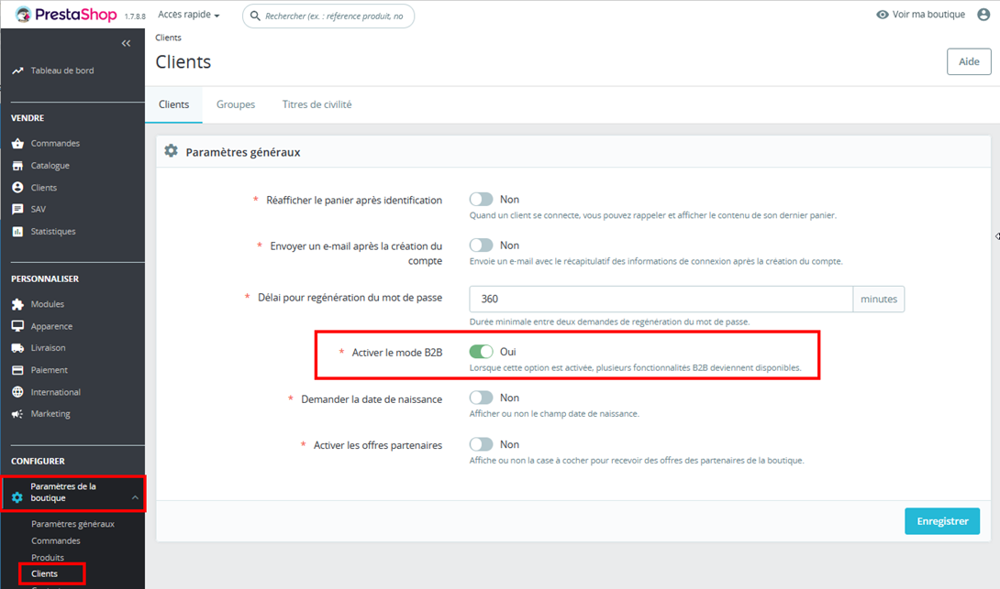 PrestaShop 1.7.8.8
Accès rapide
Rechercher (ex. : référence produit, no
Voir ma boutique
Tableau de bord
VENDRE
Commandes
Catalogue
Clients
SAV
Statistiques
PERSONNALISER
Modules
Apparence
Livraison
Paiement
International
Marketing
CONFIGURER
Paramètres de la
boutique
Paramètres généraux
Commandes
Produits
Clients
Clients
Clients
Aide
Clients
Groupes
Titres de civilité
Paramètres généraux
* Réafficher le panier après identification
Non
Quand un client se connecte, vous pouvez rappeler et afficher le contenu de son dernier panier.
* Envoyer un e-mail après la création du
compte
Non
Envoie un e-mail avec le récapitulatif des informations de connexion après la création du compte.
* Délai pour regénération du mot de passe
360
minutes
Durée minimale entre deux demandes de regénération du mot de passe.
* Activer le mode B2B
Oui
Lorsque cette option est activée, plusieurs fonctionnalités B2B deviennent disponibles.
* Demander la date de naissance
Non
Afficher ou non le champ date de naissance.
* Activer les offres partenaires
Non
Affiche ou non la case à cocher pour recevoir des offres des partenaires de la boutique.
Enregistrer